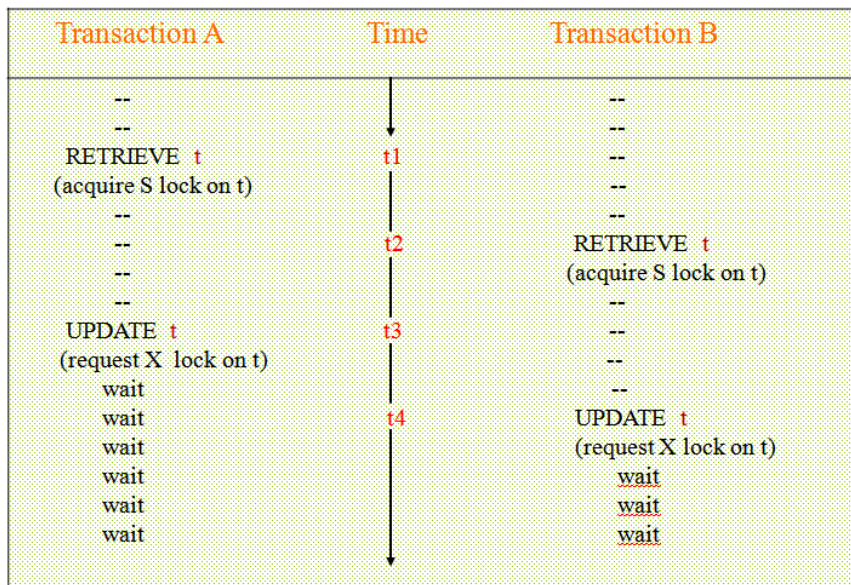 Transaction A Time Transaction B
-- --
-- --
RETRIEVE t t1 --
(acquire S lock on t) --
-- --
-- t2 RETRIEVE t
-- (acquire S lock on t)
-- --
UPDATE t t3 --
(request X lock on t) --
wait --
wait t4 UPDATE t
wait (request X lock on t)
wait wait
wait wait
wait wait